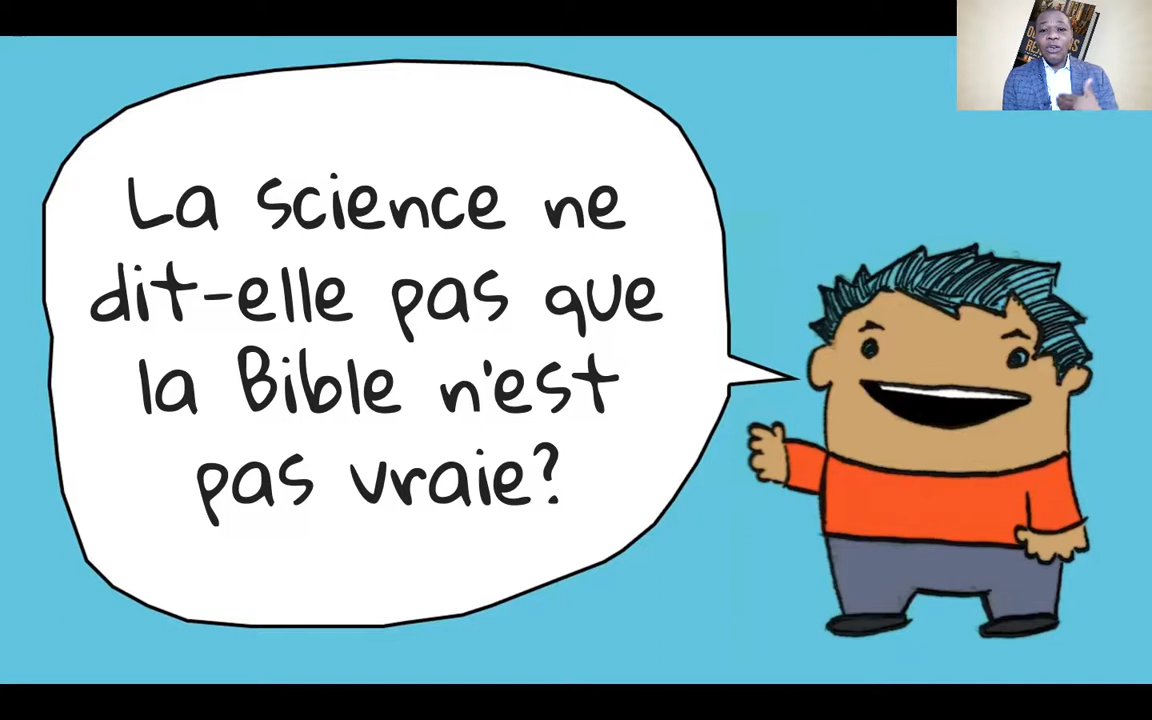 La science ne
dit-elle pas que
la Bible n'est
pas vraie?